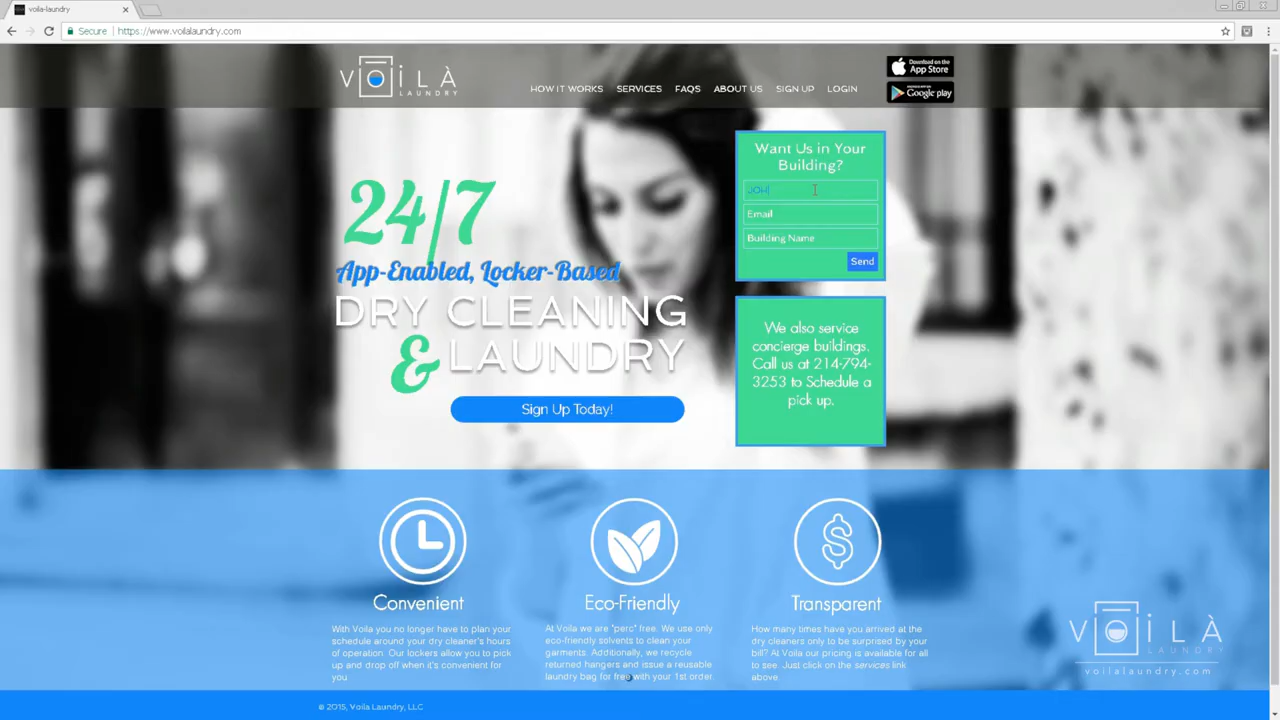 voila-laundry
Secure
https://www.voilalaundry.com
VOILÀ
LAUNDRY
HOW IT WORKS
SERVICES
FAQS
ABOUT US
SIGN UP
LOGIN
Download on the
App Store
Google play
24/7
App-Enabled, Locker-Based
DRY CLEANING
& LAUNDRY
Sign Up Today!
Want Us in Your
Building?
JOH
Email
Building Name
Send
We also service
concierge buildings.
Call us at 214-794-
3253 to Schedule a
pick up.
Convenient
With Voila you no longer have to plan your
schedule around your dry cleaner's hours
of operation. Our lockers allow you to pick
up and drop off when it's convenient for
you.
Eco-Friendly
At Voila we are "perc" free. We use only
eco-friendly solvents to clean your
garments. Additionally, we recycle
returned hangers and issue a reusable
laundry bag for free with your 1st order.
Transparent
How many times have you arrived at the
dry cleaners only to be surprised by your
bill? At Voila our pricing is available for all
to see. Just click on the services link
above.
VOILÀ
LAUNDRY
voilalaundry.com
© 2015, Voila Laundry, LLC